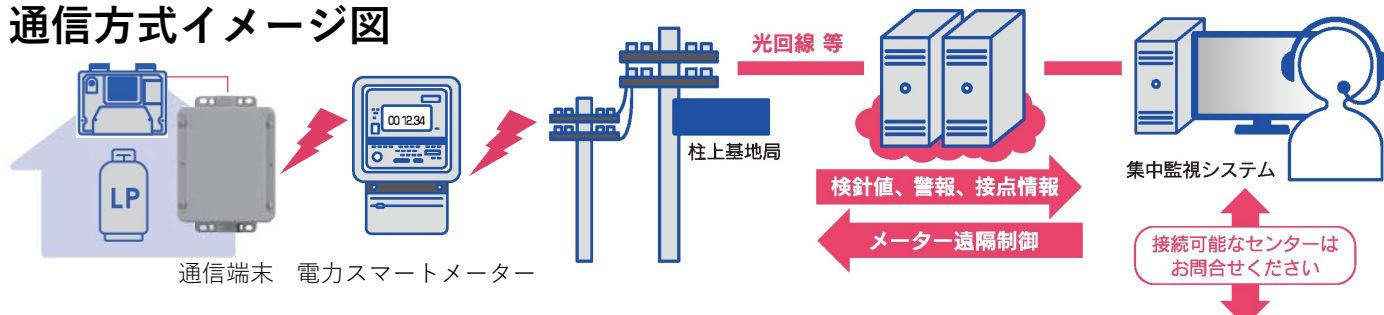 通信方式イメージ図
LP
通信端末
00 12.34
電力スマートメーター
柱上基地局
光回線 等
検針値、警報、接点情報
メーター遠隔制御
集中監視システム
接続可能なセンターは
お問合せください